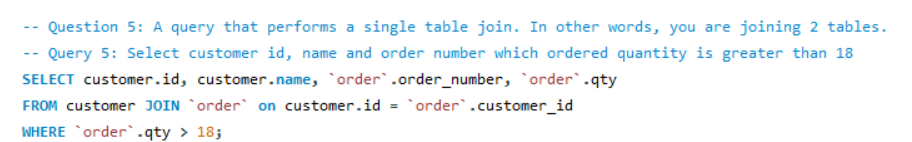 -- Question 5: A query that performs a single table join. In other words, you are joining 2 tables.
-- Query 5: Select customer id, name and order number which ordered quantity is greater than 18
SELECT customer.id, customer.name, `order`.order_number, `order`.qty
FROM customer JOIN `order` on customer.id = `order`.customer_id
WHERE `order`.qty > 18;